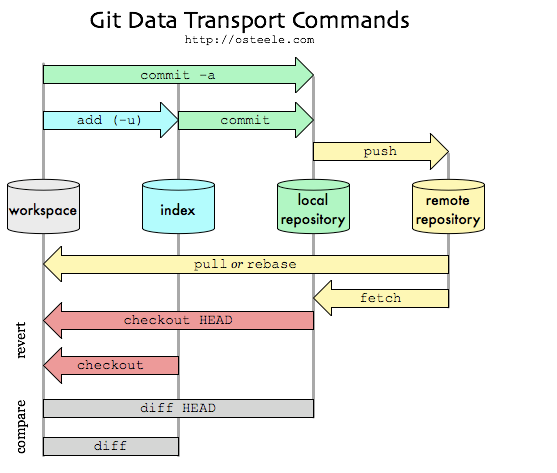 Git Data Transport Commands
http://osteele.com
commit -a
add (-u)
commit
push
workspace
index
local
repository
remote
repository
pull or rebase
fetch
revert
checkout HEAD
checkout
compare
diff HEAD
diff